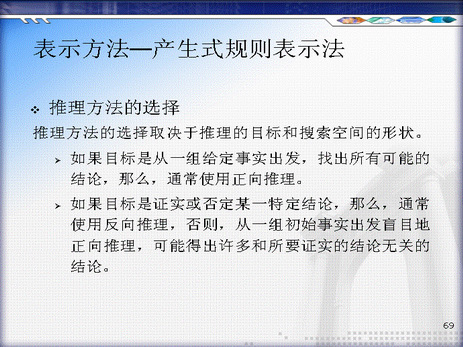 表示方法—产生式规则表示法
推理方法的选择
推理方法的选择取决于推理的目标和搜索空间的形状。
如果目标是从一组给定事实出发，找出所有可能的
结论，那么，通常使用正向推理。
如果目标是证实或否定某一特定结论，那么，通常
使用反向推理，否则，从一组初始事实出发盲目地
正向推理，可能得出许多和所要证实的结论无关的
结论。
69